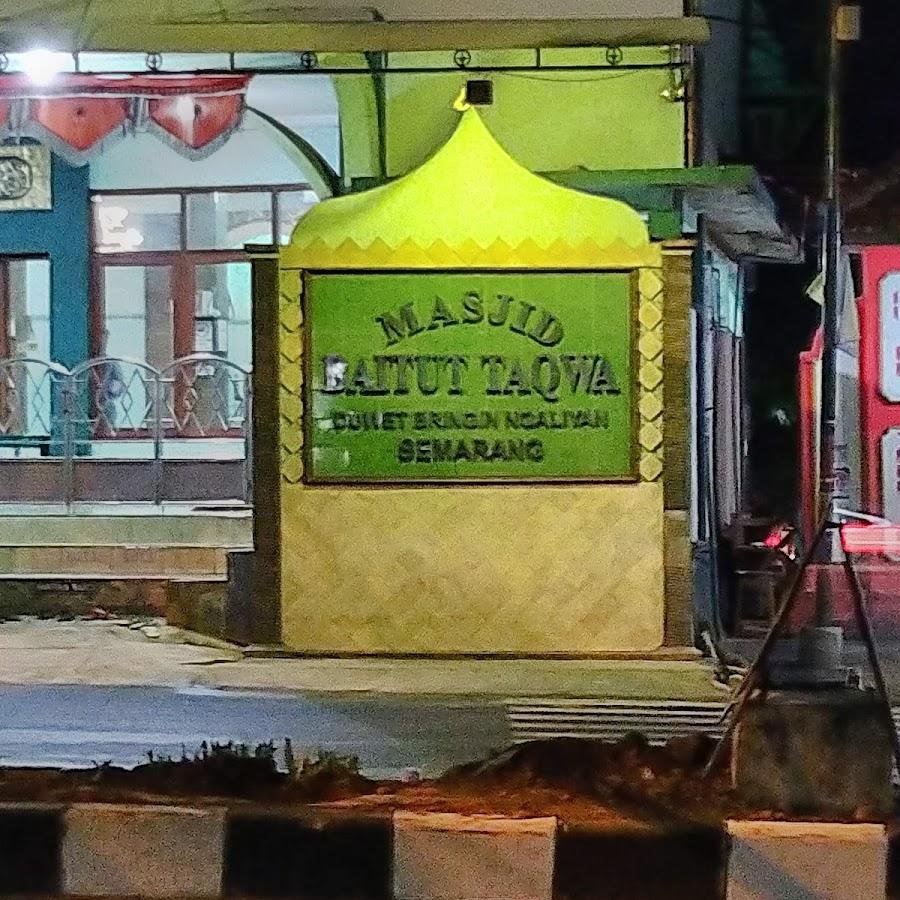 MASJID
BAITUT TAQWA
DUWET BRINGIN NGALIYAN
SEMARANG